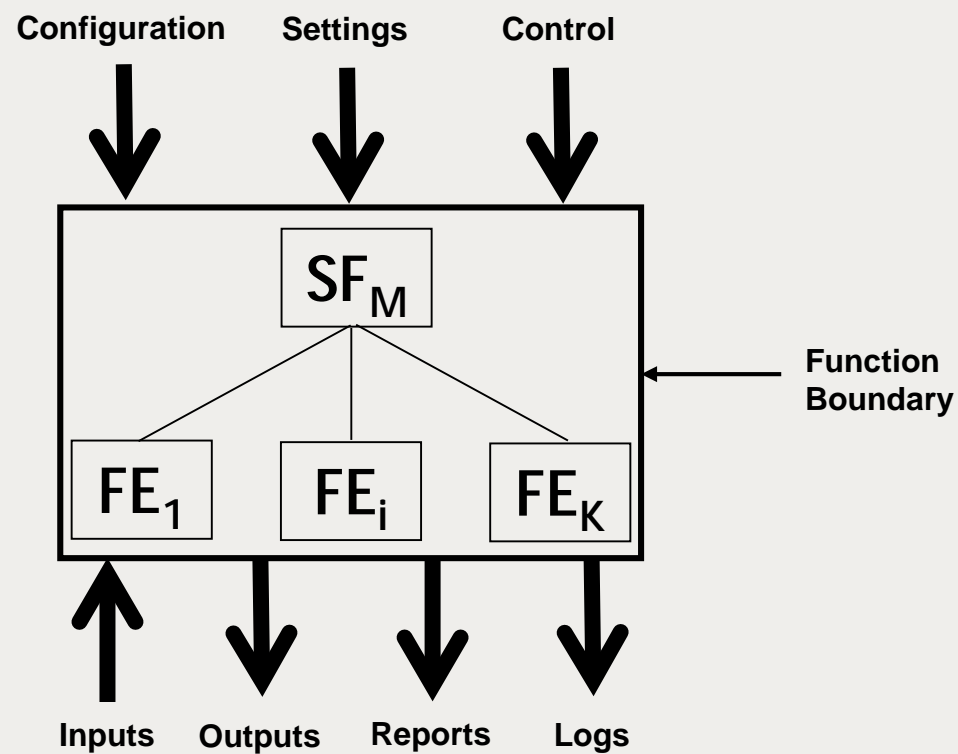 Configuration Settings Control
SF_M
Function
Boundary
FE_1 FE_i FE_K
Inputs Outputs Reports Logs